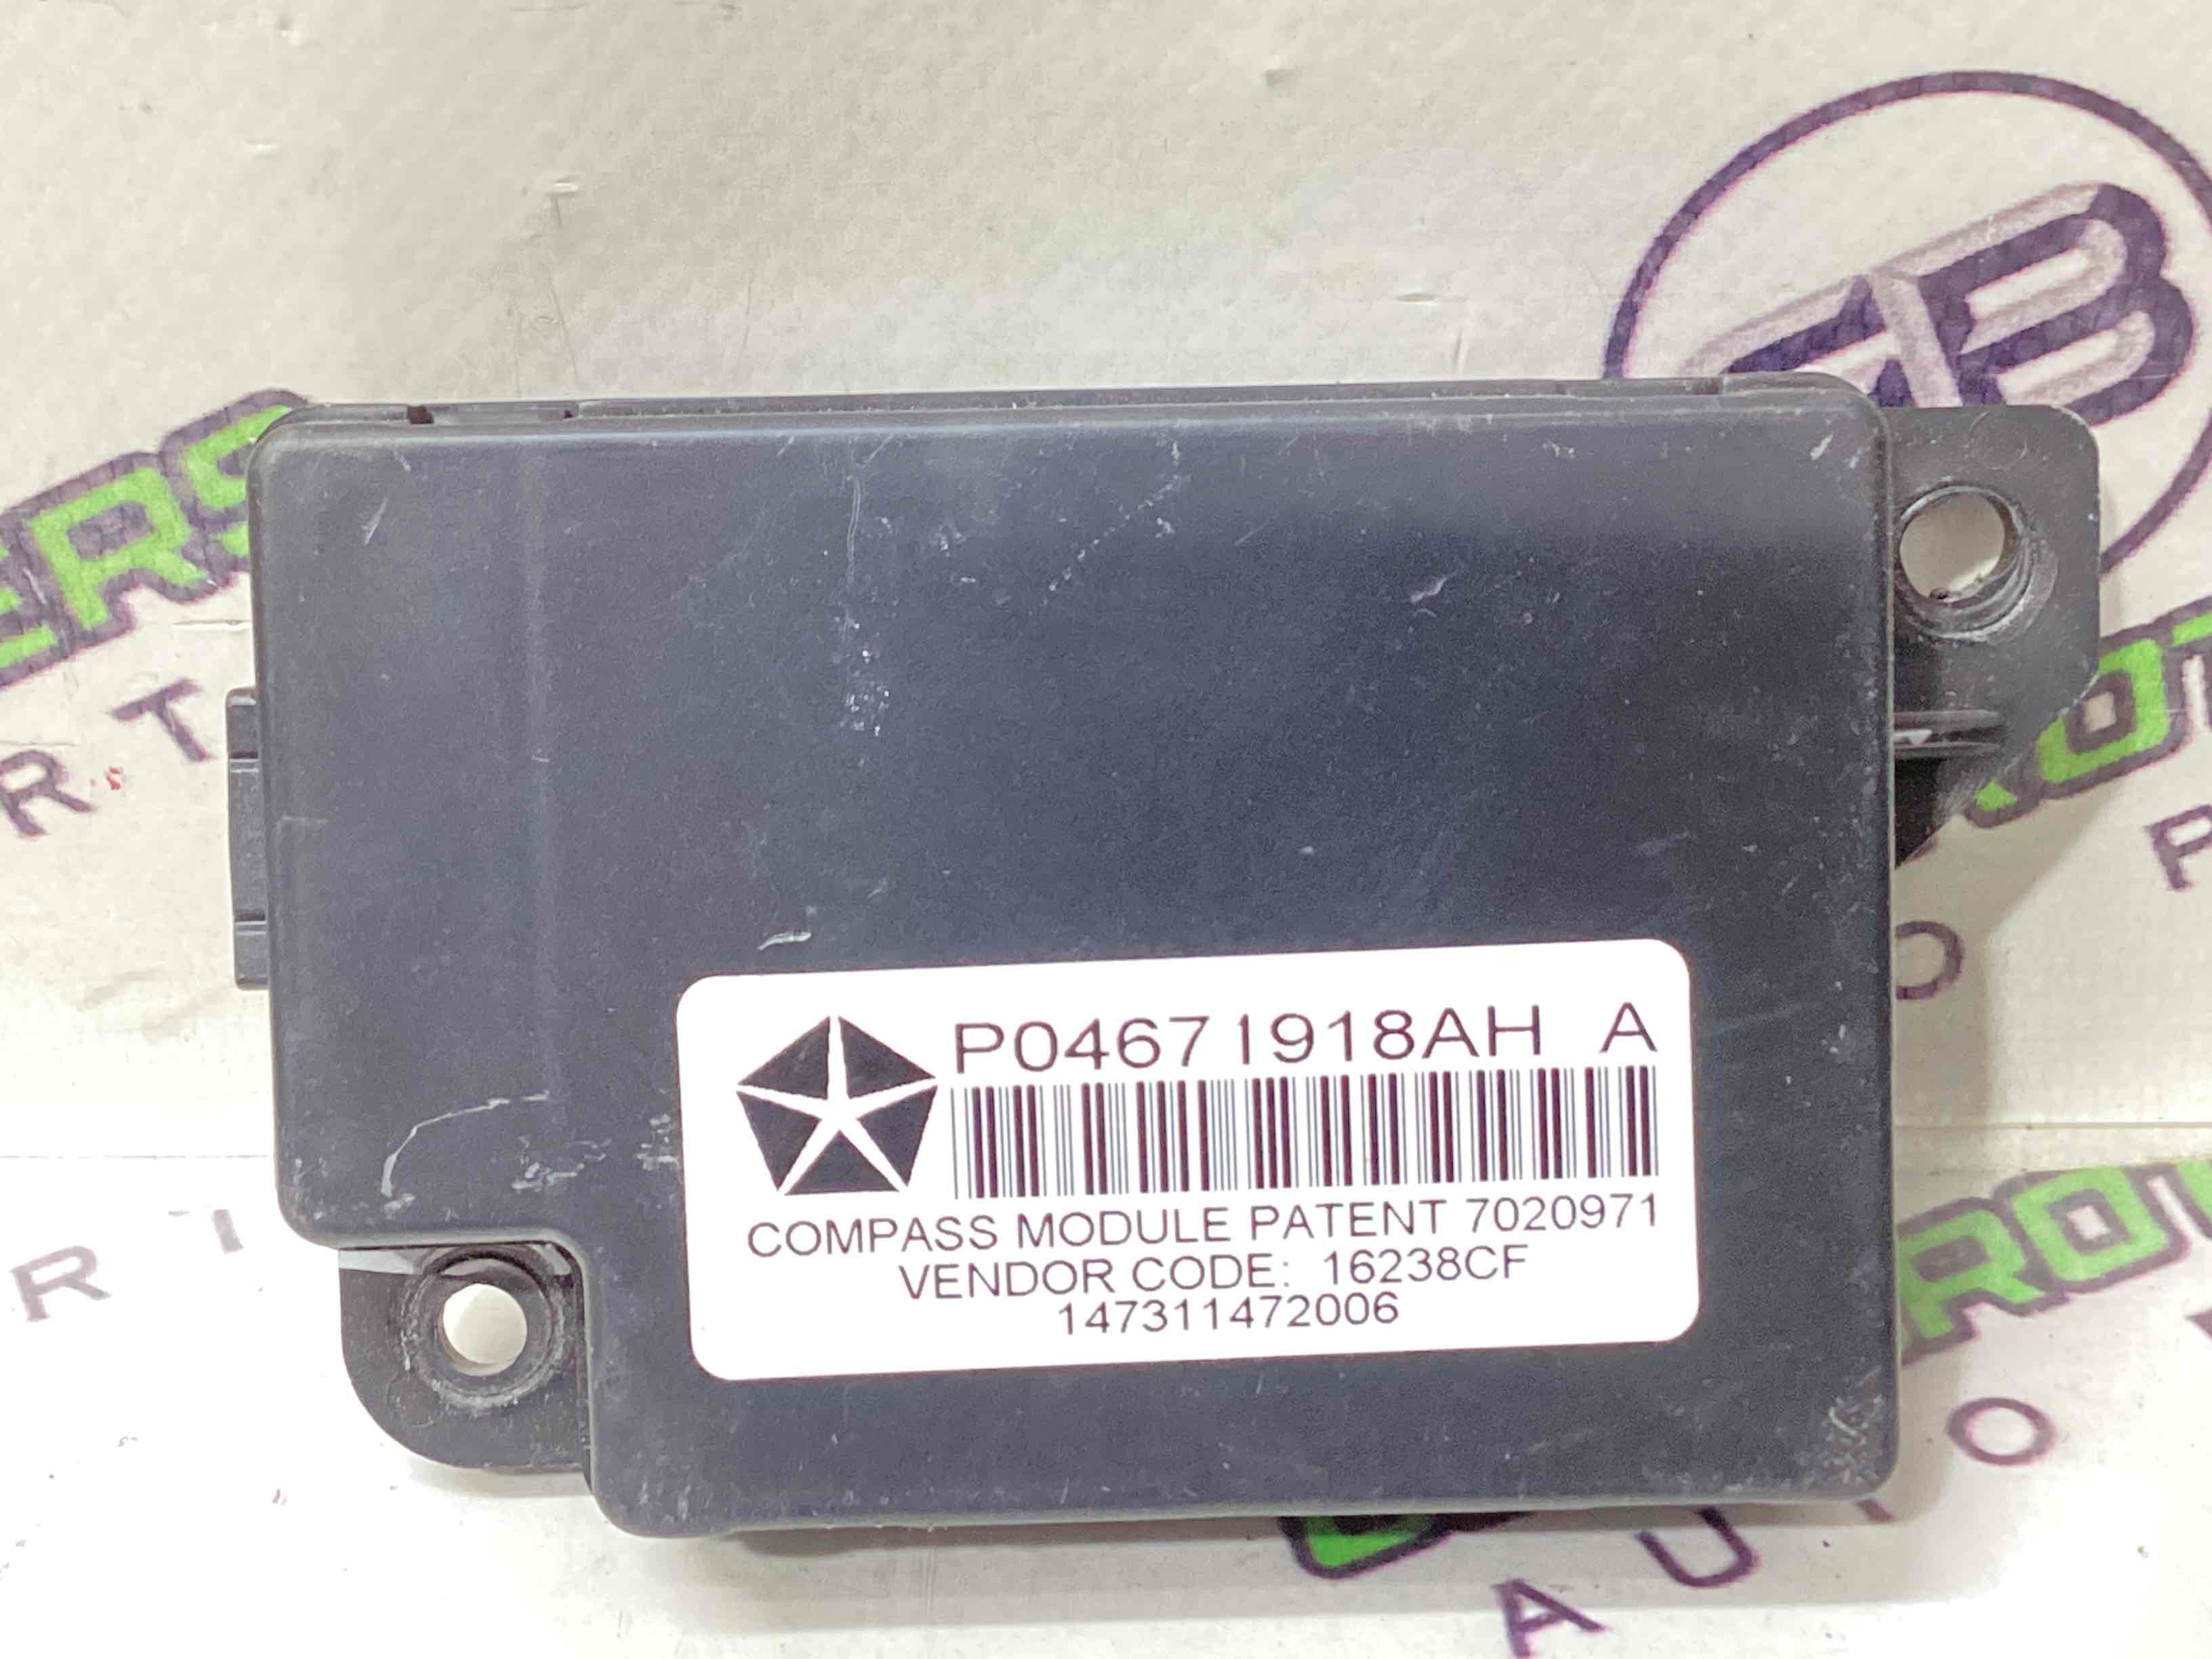 P04671918AH A
COMPASS MODULE PATENT 7020971
VENDOR CODE: 16238CF
147311472006